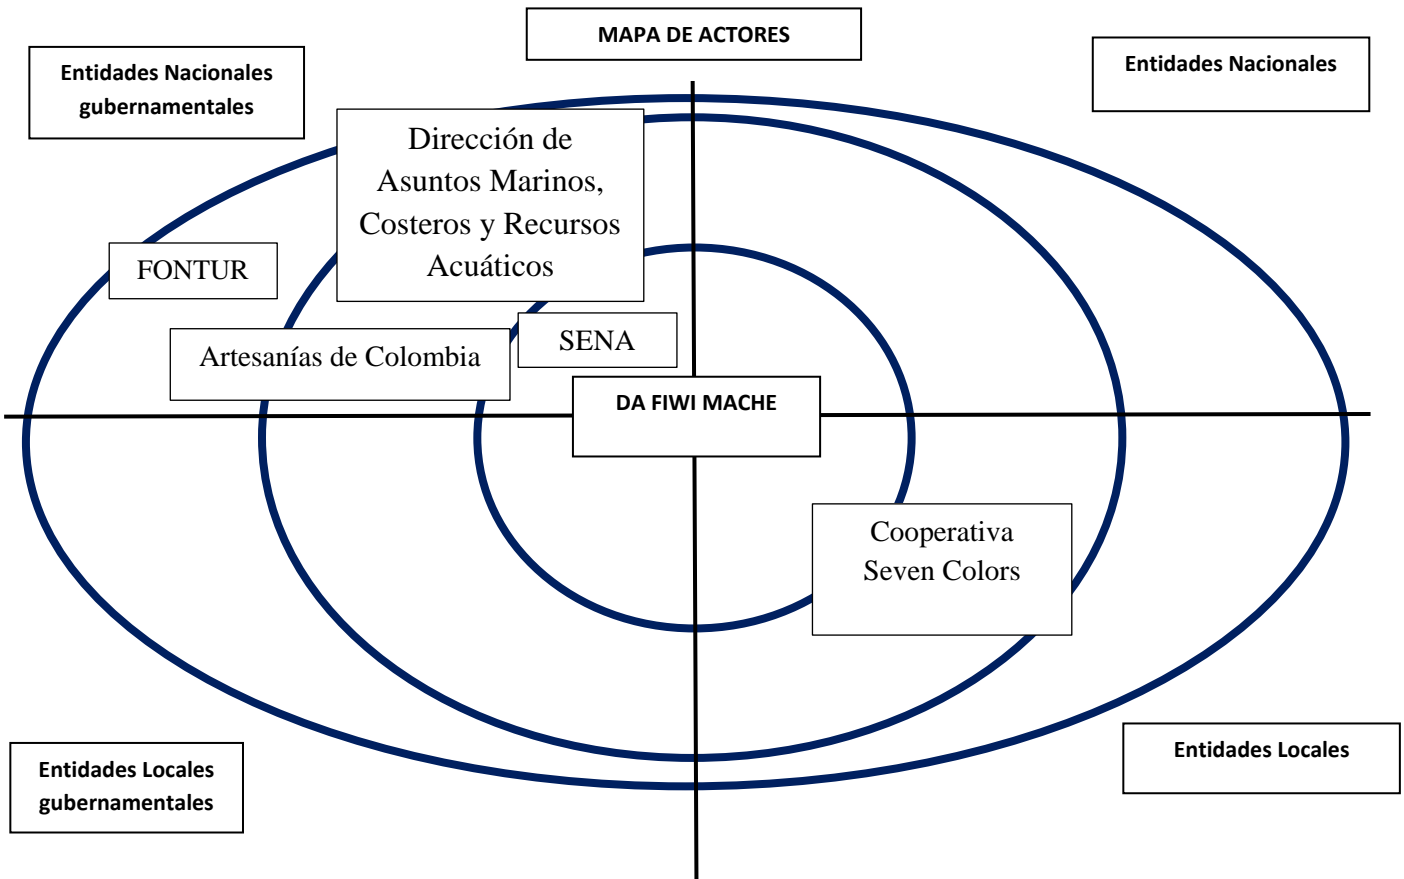 MAPA DE ACTORES
Entidades Nacionales
gubernamentales
Entidades Nacionales
Dirección de
Asuntos Marinos,
Costeros y Recursos
Acuáticos
FONTUR
SENA
Artesanías de Colombia
DA FIWI MACHE
Cooperativa
Seven Colors
Entidades Locales
gubernamentales
Entidades Locales